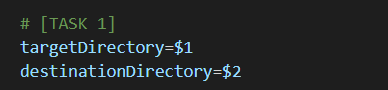 # [TASK 1]
targetDirectory=$1
destinationDirectory=$2